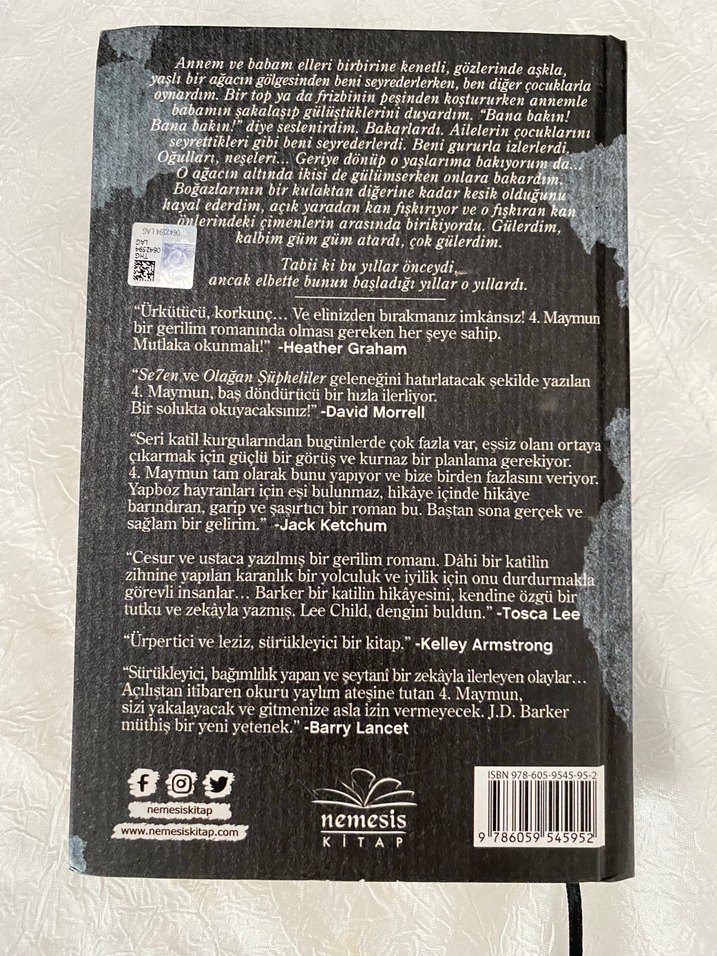 Annem ve babam elleri birbirine kenetli, gözlerinde aşkla,
yaşlı bir ağacın gölgesinden beni seyrederlerken, ben diğer çocuklarla
oynardım. Bir top ya da frizbinin peşinden koştururken annemle
babamın şakalaşıp gülüştüklerini duyardım. “Bana bakın!
Bana bakın!” diye seslenirdim. Bakarlardı. Ailelerin çocuklarını
seyrettikleri gibi beni seyrederlerdi. Beni gururla izlerlerdi.
Oğulları, neşeleri... Geriye dönüp o yaşlarıma bakıyorum da...
O ağacın altında ikisi de gülümserken onlara bakardım.
Boğazlarının bir kulaktan diğerine kadar kesik olduğunu
hayal ederdim, açık yaradan kan fışkırıyor ve o fışkıran kan
önlerindeki çimenlerin arasında birikiyordu. Gülerdim,
kalbim güm güm atardı, çok gülerdim.
Tabii ki bu yıllar önceydi,
ancak elbette bunun başladığı yıllar o yıllardı.
0642594 LAG
THG
0642594
LAG
“Ürkütücü, korkunç... Ve elinizden bırakmanız imkânsız! 4. Maymun
bir gerilim romanında olması gereken her şeye sahip.
Mutlaka okunmalı!” -Heather Graham
“Se7en ve Olağan Şüpheliler geleneğini hatırlatacak şekilde yazılan
4. Maymun, baş döndürücü bir hızla ilerliyor.
Bir solukta okuyacaksınız!” -David Morrell
“Seri katil kurgularından bugünlerde çok fazla var, eşsiz olanı ortaya
çıkarmak için güçlü bir görüş ve kurnaz bir planlama gerekiyor.
4. Maymun tam olarak bunu yapıyor ve bize birden fazlasını veriyor.
Yapboz hayranları için eşi bulunmaz, hikâye içinde hikâye
barındıran, garip ve şaşırtıcı bir roman bu. Baştan sona gerçek ve
sağlam bir gelirim.” -Jack Ketchum
“Cesur ve ustaca yazılmış bir gerilim romanı. Dâhi bir katilin
zihnine yapılan karanlık bir yolculuk ve iyilik için onu durdurmakla
görevli insanlar... Barker bir katilin hikâyesini, kendine özgü bir
tutku ve zekâyla yazmış, Lee Child, dengini buldun.” -Tosca Lee
“Ürpertici ve leziz, sürükleyici bir kitap.” -Kelley Armstrong
“Sürükleyici, bağımlılık yapan ve şeytanî bir zekâyla ilerleyen olaylar...
Açılıştan itibaren okuru yaylım ateşine tutan 4. Maymun,
sizi yakalayacak ve gitmenize asla izin vermeyecek. J.D. Barker
müthiş bir yeni yetenek.” -Barry Lancet
nemesiskitap
www.nemesiskitap.com
nemesis
KİTAP
ISBN 978-605-9545-95-2
9 786059 545952